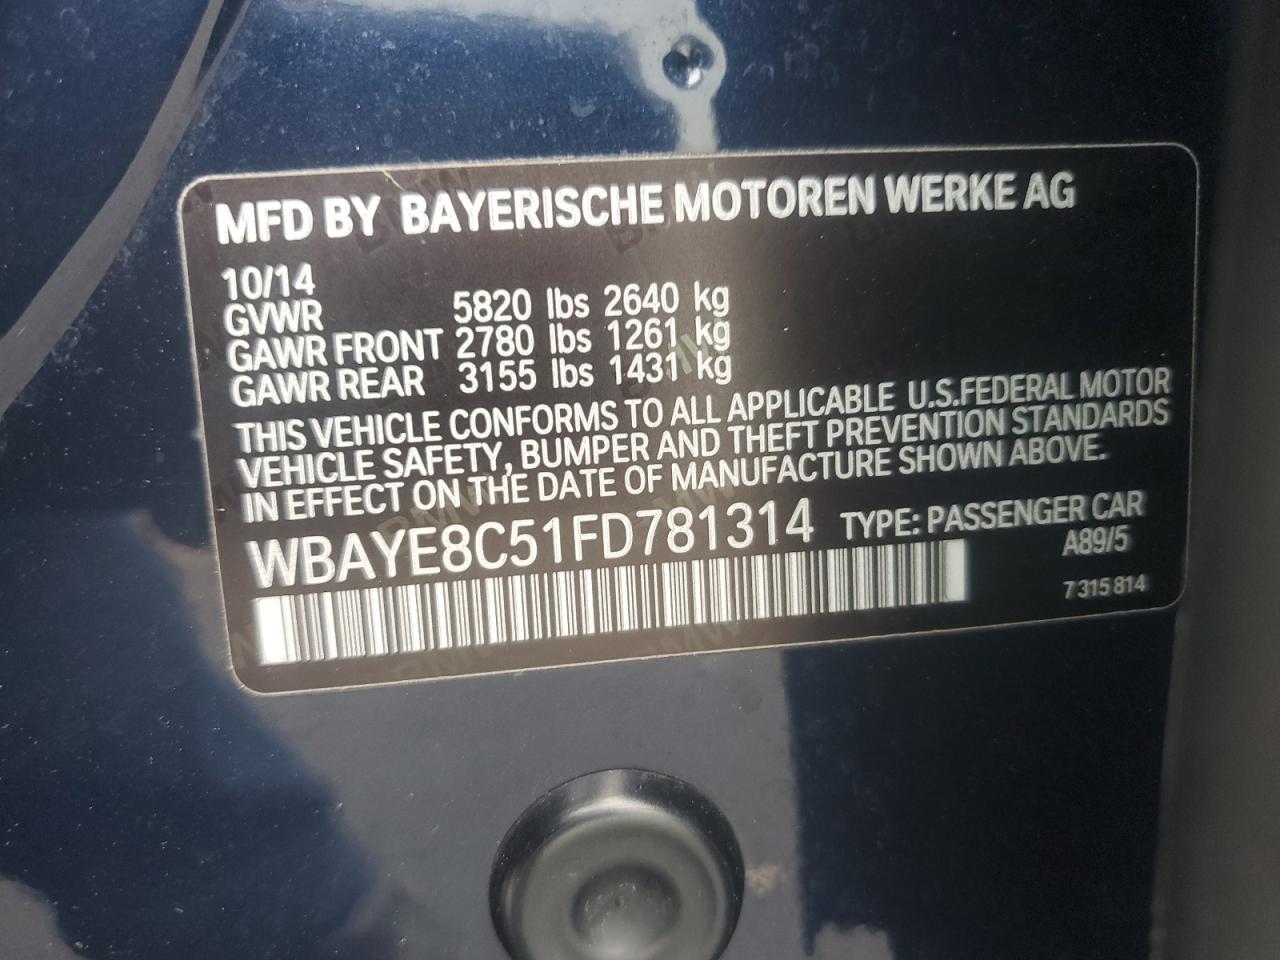 MFD BY BAYERISCHE MOTOREN WERKE AG
10/14
GVWR 5820 lbs 2640 kg
GAWR FRONT 2780 lbs 1261 kg
GAWR REAR 3155 lbs 1431 kg
THIS VEHICLE CONFORMS TO ALL APPLICABLE U.S.FEDERAL MOTOR
VEHICLE SAFETY, BUMPER AND THEFT PREVENTION STANDARDS
IN EFFECT ON THE DATE OF MANUFACTURE SHOWN ABOVE.
WBAYE8C51FD781314 TYPE: PASSENGER CAR
A89/5
7 315 814